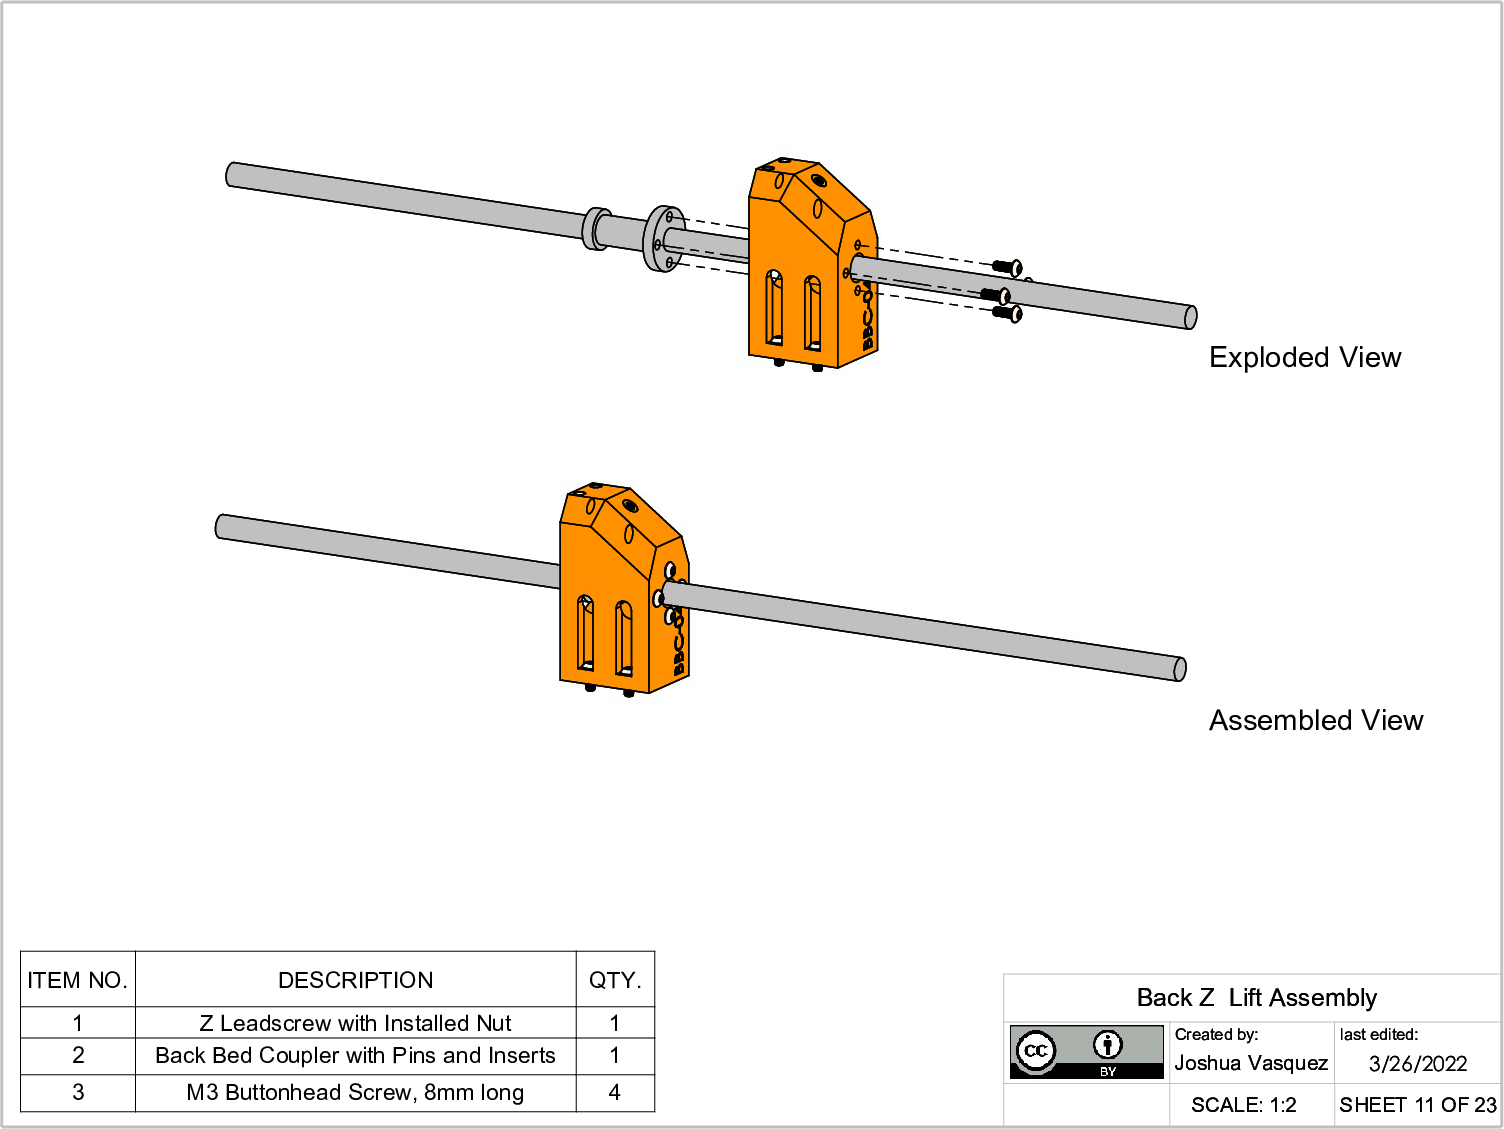 BBC-04
Exploded View
BBC-04
Assembled View
ITEM NO. DESCRIPTION QTY.
1 Z Leadscrew with Installed Nut 1
2 Back Bed Coupler with Pins and Inserts 1
3 M3 Buttonhead Screw, 8mm long 4
Back Z Lift Assembly
cc BY
Created by:
Joshua Vasquez
last edited:
3/26/2022
SCALE: 1:2
SHEET 11 OF 23